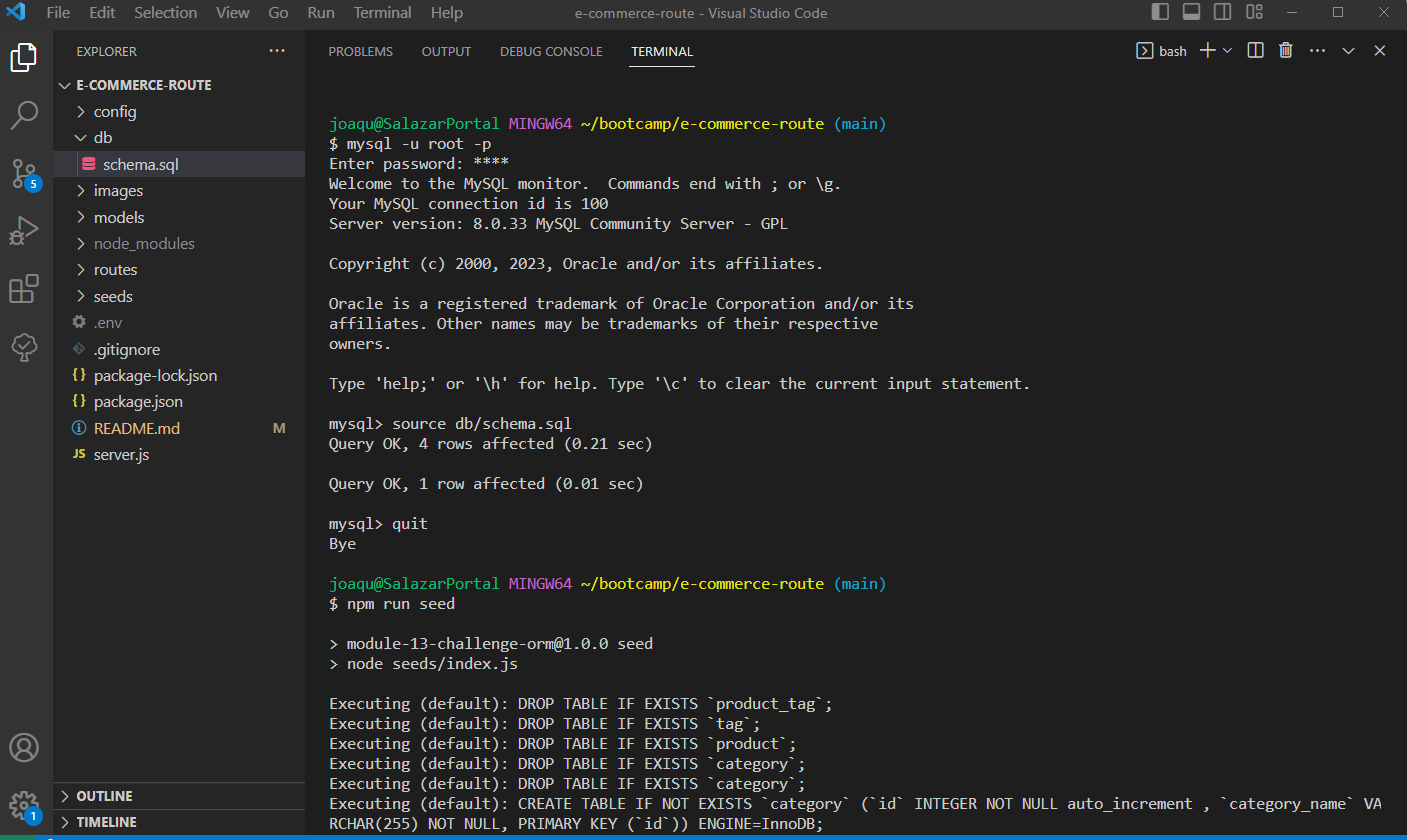 File Edit Selection View Go Run Terminal Help
e-commerce-route - Visual Studio Code
EXPLORER
E-COMMERCE-ROUTE
config
db
schema.sql
images
models
node_modules
routes
seeds
.env
.gitignore
{} package-lock.json
{} package.json
README.md M
JS server.js
OUTLINE
TIMELINE
5
1
PROBLEMS OUTPUT DEBUG CONSOLE TERMINAL
bash
joaqu@SalazarPortal MINGW64 ~/bootcamp/e-commerce-route (main)
$ mysql -u root -p
Enter password: ****
Welcome to the MySQL monitor.  Commands end with ; or \g.
Your MySQL connection id is 100
Server version: 8.0.33 MySQL Community Server - GPL
Copyright (c) 2000, 2023, Oracle and/or its affiliates.
Oracle is a registered trademark of Oracle Corporation and/or its
affiliates. Other names may be trademarks of their respective
owners.
Type 'help;' or '\h' for help. Type '\c' to clear the current input statement.
mysql> source db/schema.sql
Query OK, 4 rows affected (0.21 sec)
Query OK, 1 row affected (0.01 sec)
mysql> quit
Bye
joaqu@SalazarPortal MINGW64 ~/bootcamp/e-commerce-route (main)
$ npm run seed
> module-13-challenge-orm@1.0.0 seed
> node seeds/index.js
Executing (default): DROP TABLE IF EXISTS `product_tag`;
Executing (default): DROP TABLE IF EXISTS `tag`;
Executing (default): DROP TABLE IF EXISTS `product`;
Executing (default): DROP TABLE IF EXISTS `category`;
Executing (default): DROP TABLE IF EXISTS `category`;
Executing (default): CREATE TABLE IF NOT EXISTS `category` (`id` INTEGER NOT NULL auto_increment , `category_name` VA
RCHAR(255) NOT NULL, PRIMARY KEY (`id`)) ENGINE=InnoDB;